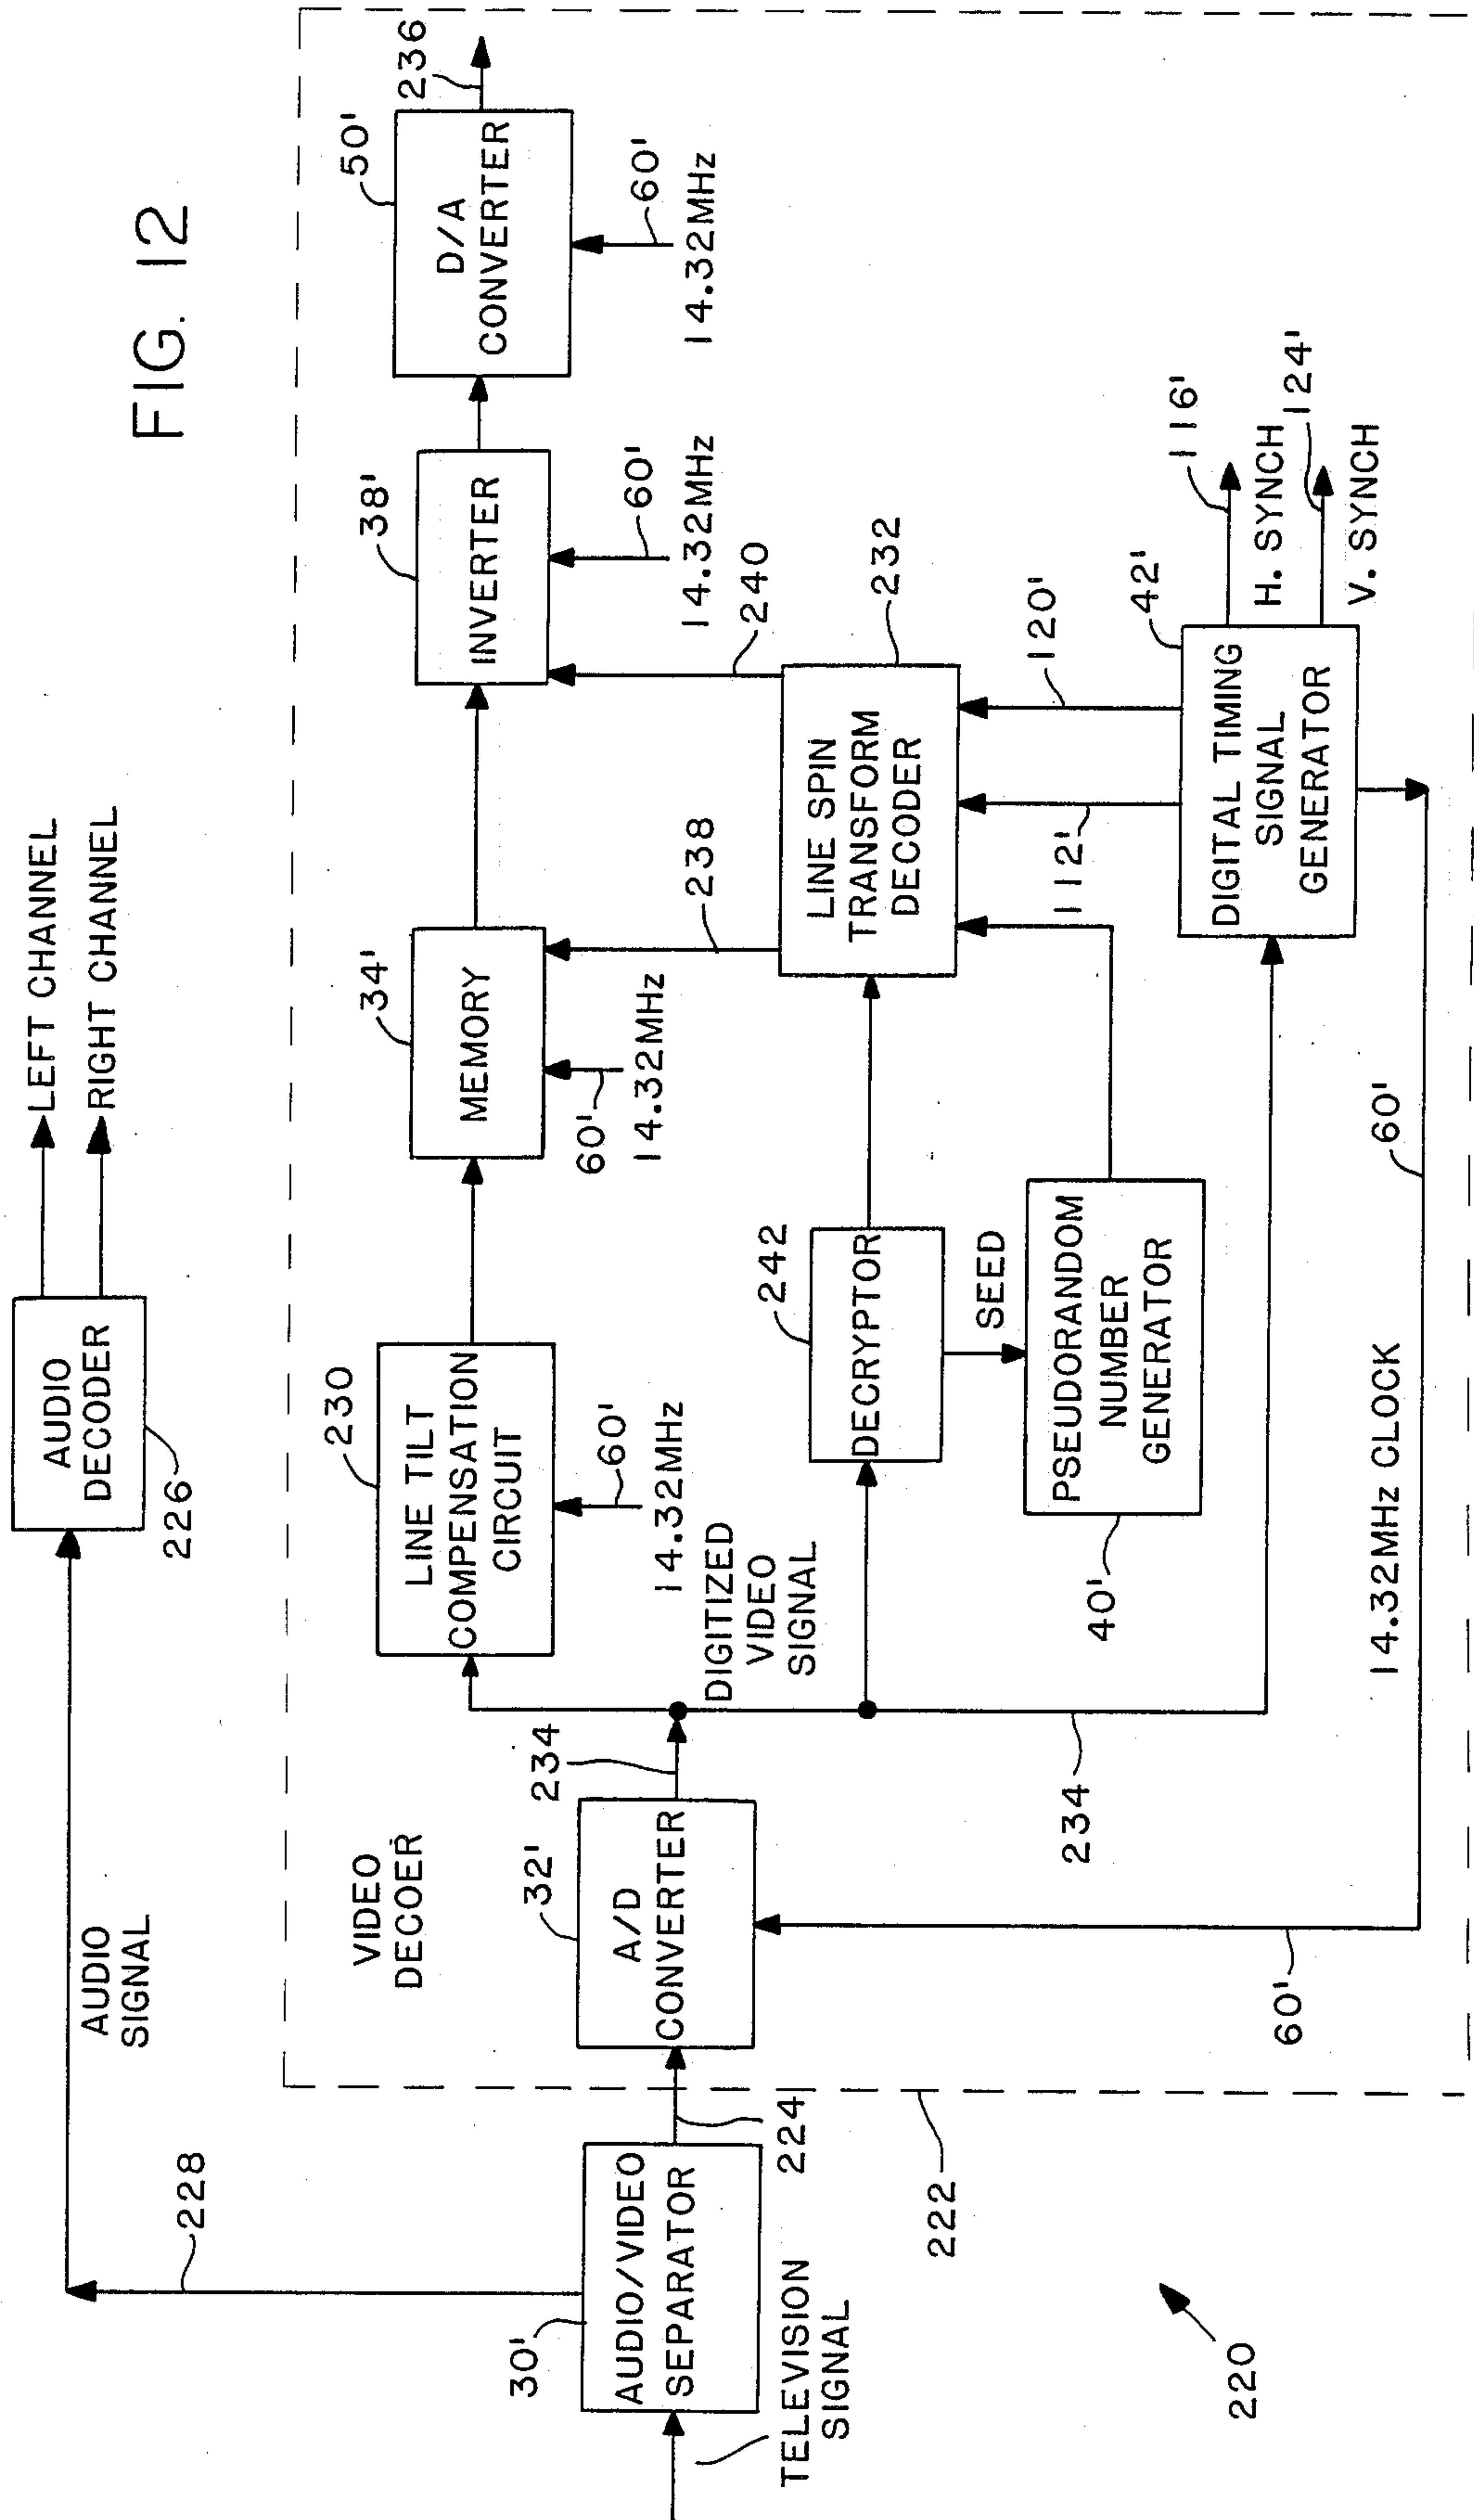 FIG. 12
AUDIO
DECODER
226
LEFT CHANNEL
RIGHT CHANNEL
AUDIO
SIGNAL
228
VIDEO
DECOER
30'
AUDIO/VIDEO
SEPARATOR
TELEVISION
SIGNAL
224
222
220
32'
A/D
CONVERTER
234
DIGITIZED
VIDEO
SIGNAL
234
60'
230
LINE TILT
COMPENSATION
CIRCUIT
60'
14.32MHz
34'
MEMORY
60'
14.32MHz
238
38'
INVERTER
60'
14.32MHz
240
50'
D/A
CONVERTER
236
60'
14.32MHz
242
DECRYPTOR
SEED
PSEUDORANDOM
NUMBER
GENERATOR
40'
232
LINE SPIN
TRANSFORM
DECODER
112'
120'
42'
DIGITAL TIMING
SIGNAL
GENERATOR
116'
H. SYNCH
124'
V. SYNCH
14.32MHz CLOCK
60'